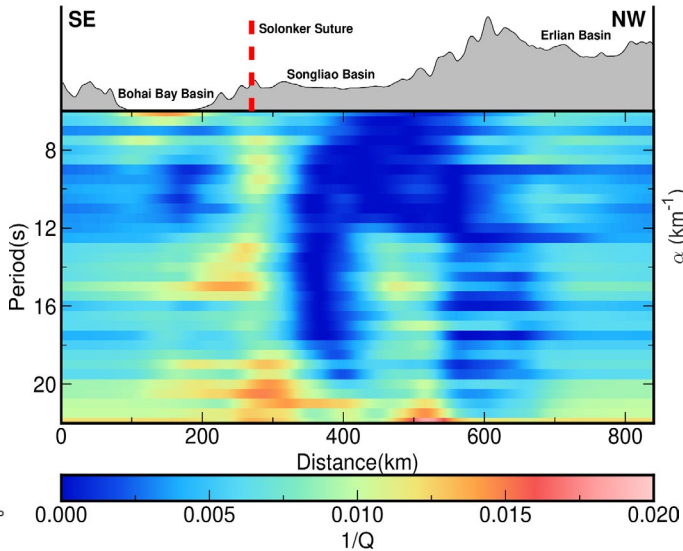 SE
NW
Solonker Suture
Erlian Basin
Songliao Basin
Bohai Bay Basin
8
12
16
20
Period(s)
α (km⁻¹)
0 200 400 600 800
Distance(km)
0.000 0.005 0.010 0.015 0.020
1/Q